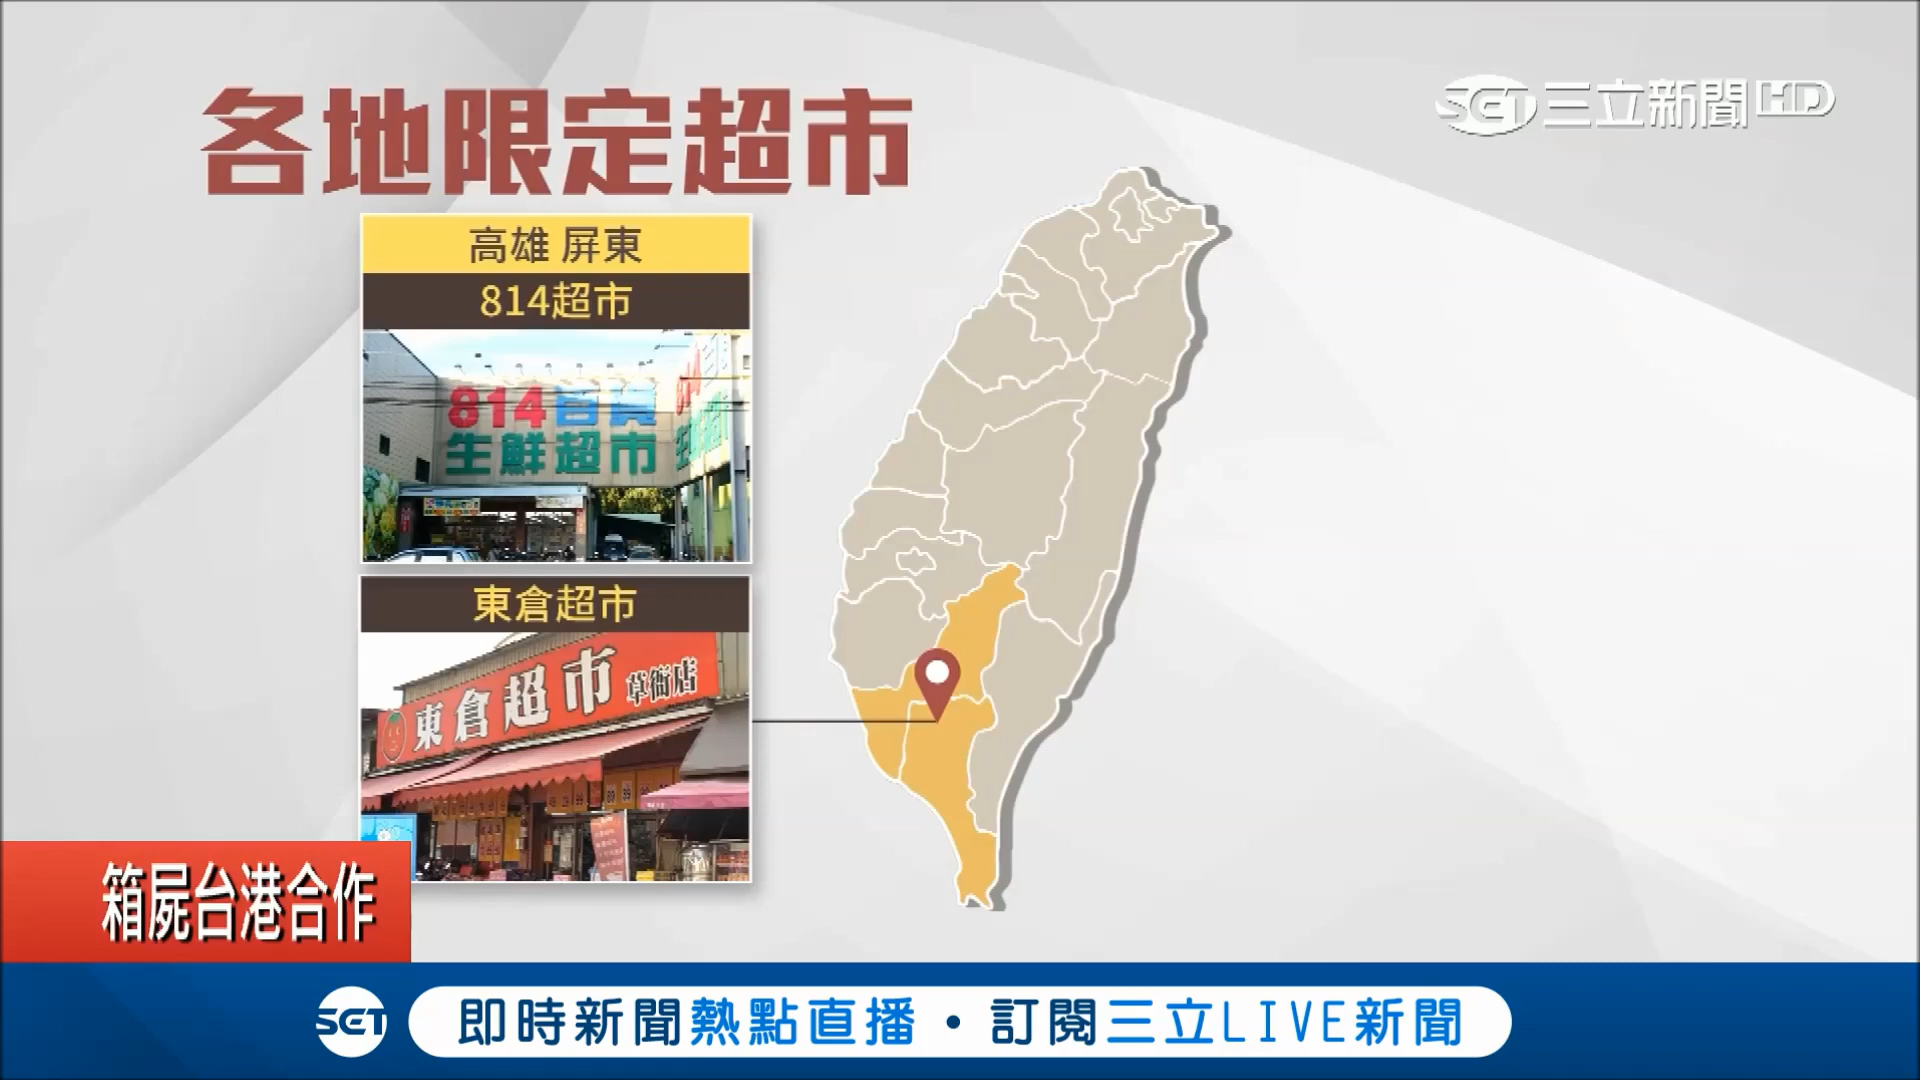 SET三立新聞HD
各地限定超市
高雄 屏東
814超市
814百貨
生鮮超市
814
東倉超市
東倉超市 草衙店
箱屍台港合作
SET
即時新聞熱點直播・訂閱三立LIVE新聞